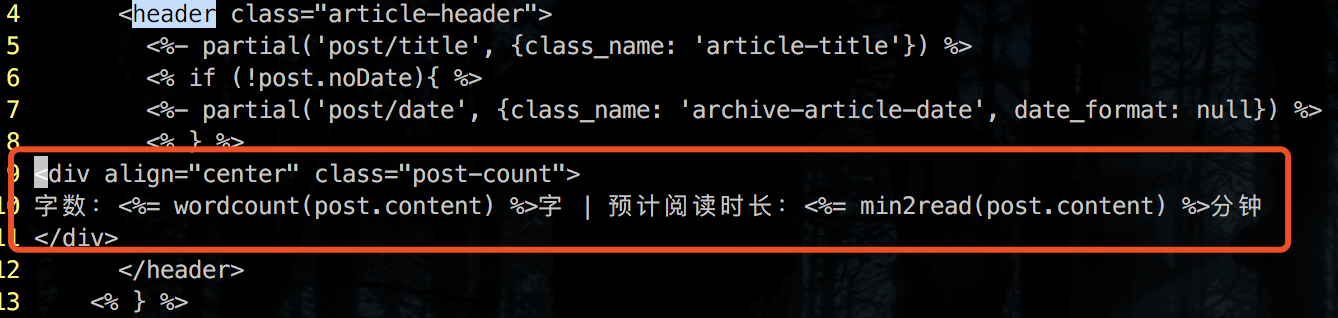 4 <header class="article-header">
5 <%- partial('post/title', {class_name: 'article-title'}) %>
6 <% if (!post.noDate){ %>
7 <%- partial('post/date', {class_name: 'archive-article-date', date_format: null}) %>
8 <% } %>
9 <div align="center" class="post-count">
10 字数：<%= wordcount(post.content) %>字 | 预计阅读时长：<%= min2read(post.content) %>分钟
11 </div>
12 </header>
13 <% } %>